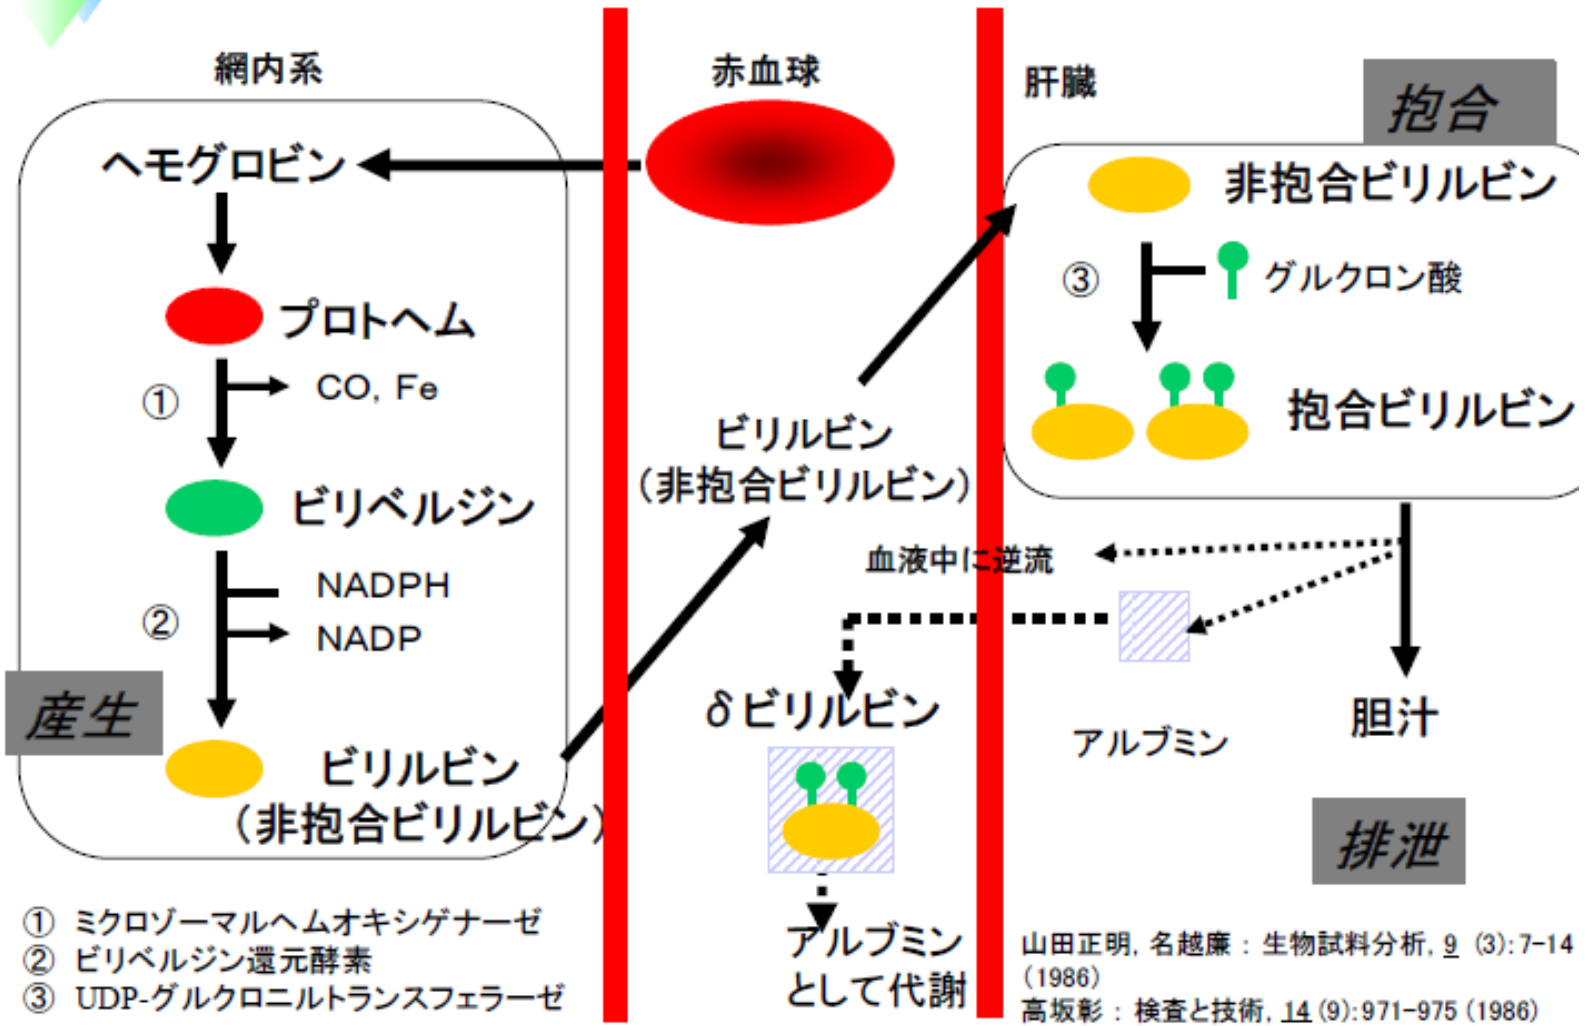 網内系
ヘモグロビン
プロトヘム
①
CO, Fe
ビリベルジン
②
NADPH
NADP
産生
ビリルビン
（非抱合ビリルビン）
① ミクロゾーマルヘムオキシゲナーゼ
② ビリベルジン還元酵素
③ UDP-グルクロニルトランスフェラーゼ
赤血球
ビリルビン
（非抱合ビリルビン）
血液中に逆流
δビリルビン
アルブミン
として代謝
肝臓
抱合
非抱合ビリルビン
③
グルクロン酸
抱合ビリルビン
アルブミン
胆汁
排泄
山田正明, 名越廉 : 生物試料分析, 9 (3):7-14
(1986)
高坂彰 : 検査と技術, 14 (9):971-975 (1986)